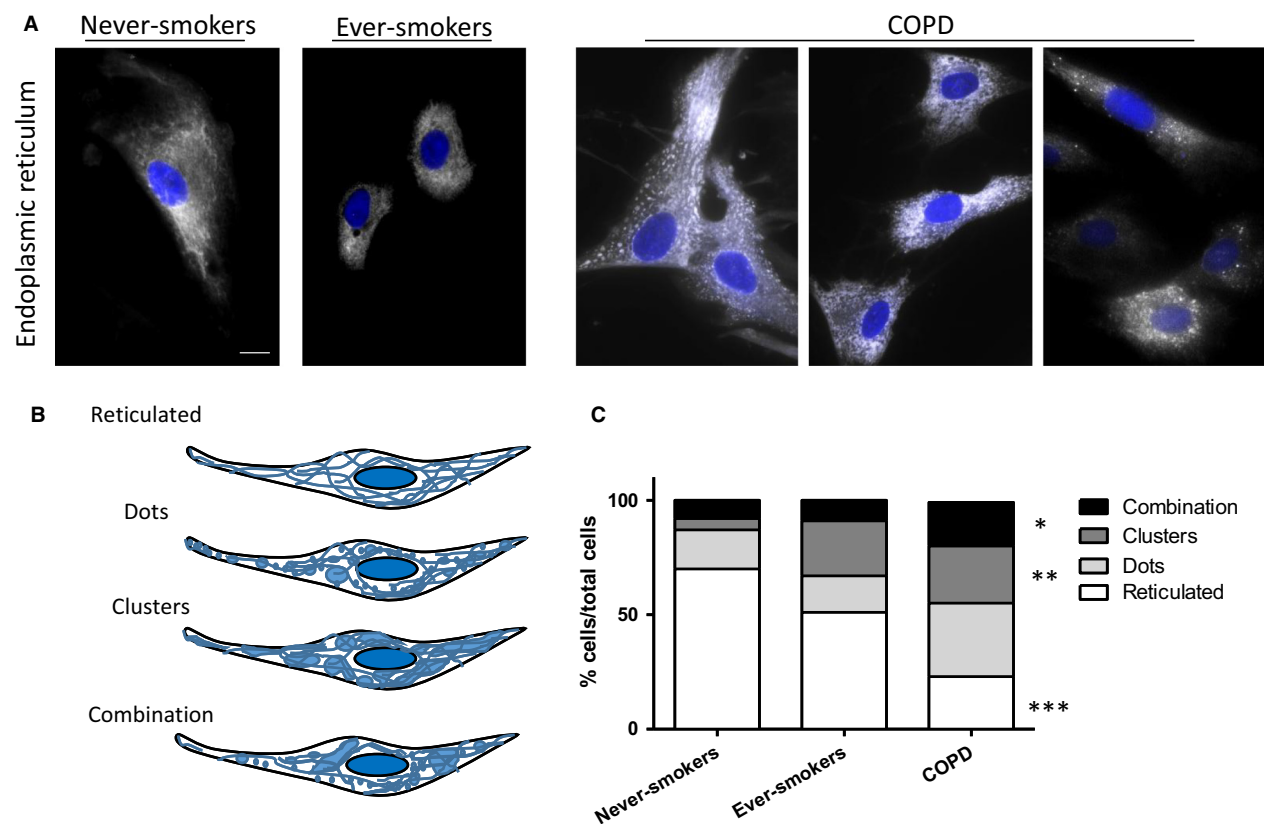 A
Never-smokers
Ever-smokers
COPD
Endoplasmic reticulum
B
Reticulated
Dots
Clusters
Combination
C
% cells/total cells
100
50
0
Never-smokers
Ever-smokers
COPD
Combination
Clusters
Dots
Reticulated
*
**
***